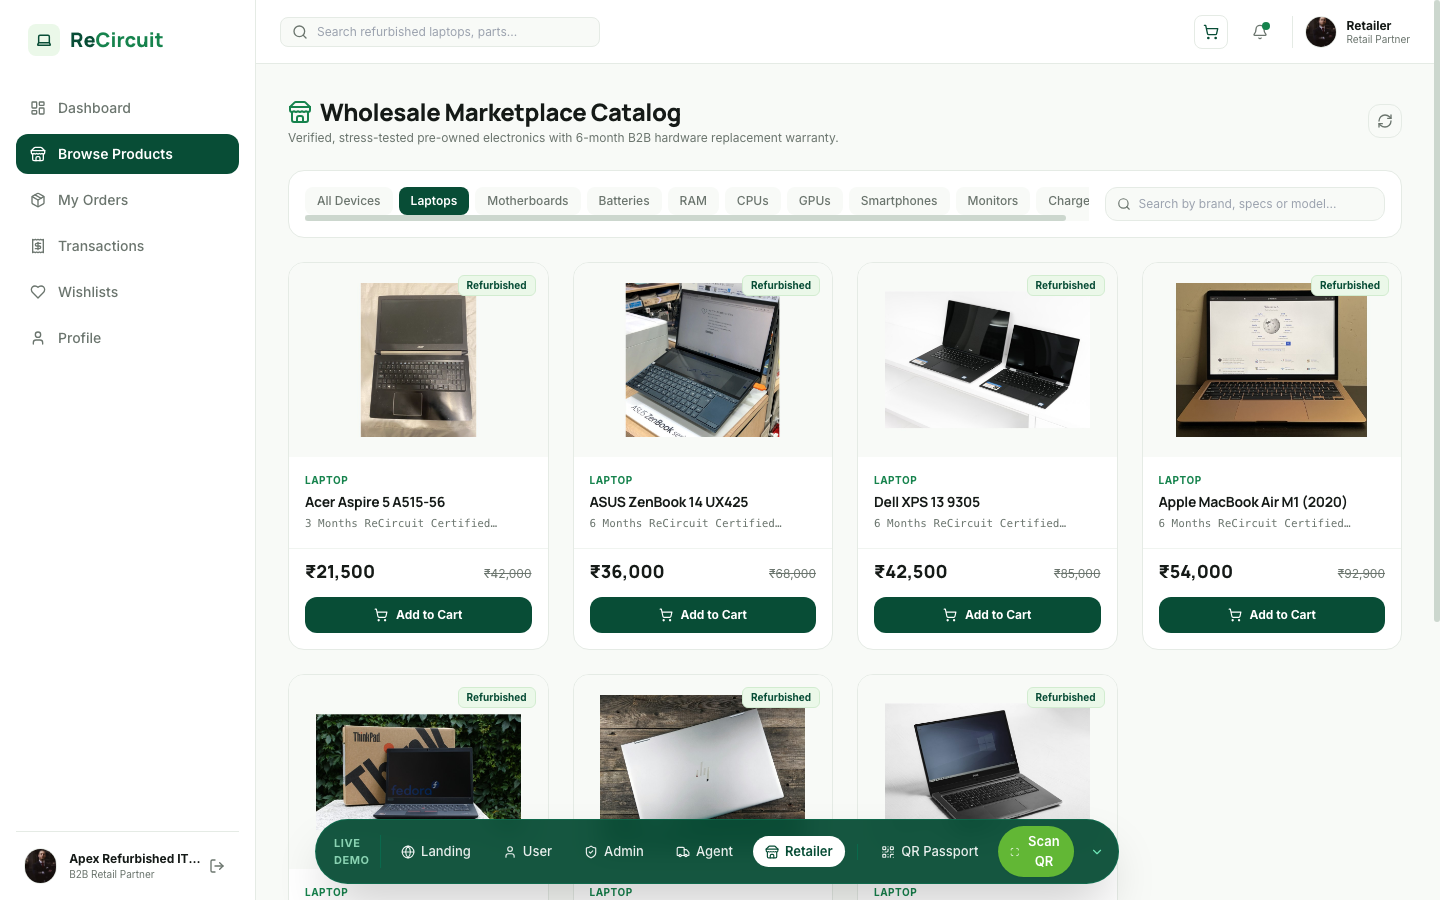 ReCircuit
Search refurbished laptops, parts...
Retailer
Retail Partner
Dashboard
Browse Products
My Orders
Transactions
Wishlists
Profile
Wholesale Marketplace Catalog
Verified, stress-tested pre-owned electronics with 6-month B2B hardware replacement warranty.
All Devices
Laptops
Motherboards
Batteries
RAM
CPUs
GPUs
Smartphones
Monitors
Charge
Search by brand, specs or model...
Refurbished
LAPTOP
Acer Aspire 5 A515-56
3 Months ReCircuit Certified…
₹21,500
₹42,000
Add to Cart
Refurbished
ASUS ZenBook
LAPTOP
ASUS ZenBook 14 UX425
6 Months ReCircuit Certified…
₹36,000
₹68,000
Add to Cart
Refurbished
LAPTOP
Dell XPS 13 9305
6 Months ReCircuit Certified…
₹42,500
₹85,000
Add to Cart
Refurbished
LAPTOP
Apple MacBook Air M1 (2020)
6 Months ReCircuit Certified…
₹54,000
₹92,900
Add to Cart
Refurbished
ThinkPad
fedora
LAPTOP
Refurbished
hp
LAPTOP
Refurbished
LAPTOP
LIVE
DEMO
Landing
User
Admin
Agent
Retailer
QR Passport
Scan
QR
Apex Refurbished IT...
B2B Retail Partner